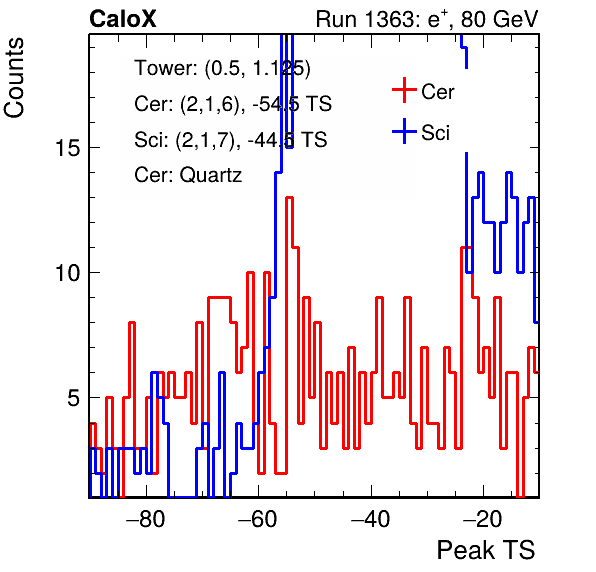 CaloX Run 1363: e⁺, 80 GeV
Counts
Tower: (0.5, 1.125)
Cer: (2,1,6), -54.5 TS
Sci: (2,1,7), -44.5 TS
Cer: Quartz
Cer
Sci
15
10
5
−80 −60 −40 −20
Peak TS